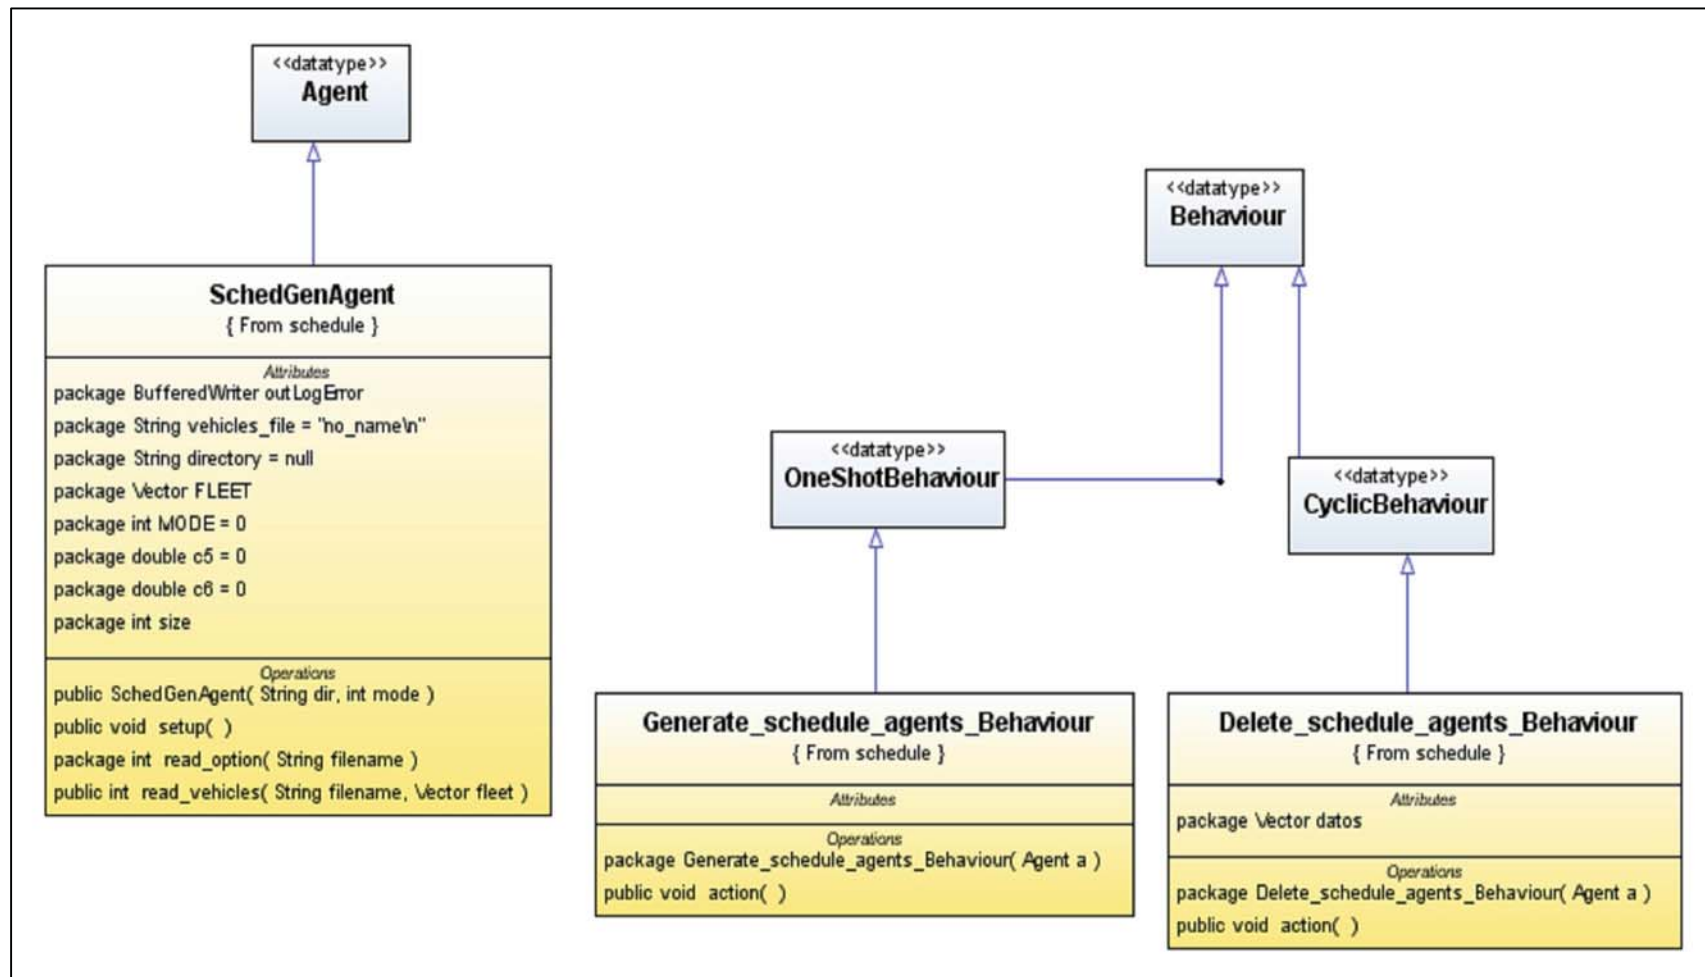 <<datatype>>
Agent
SchedGenAgent
{ From schedule }
Attributes
package BufferedWriter outLogError
package String vehicles_file = "no_name\n"
package String directory = null
package Vector FLEET
package int MODE = 0
package double c5 = 0
package double c6 = 0
package int size
Operations
public SchedGenAgent( String dir, int mode )
public void setup( )
package int read_option( String filename )
public int read_vehicles( String filename, Vector fleet )
<<datatype>>
Behaviour
<<datatype>>
OneShotBehaviour
<<datatype>>
CyclicBehaviour
Generate_schedule_agents_Behaviour
{ From schedule }
Attributes
Operations
package Generate_schedule_agents_Behaviour( Agent a )
public void action( )
Delete_schedule_agents_Behaviour
{ From schedule }
Attributes
package Vector datos
Operations
package Delete_schedule_agents_Behaviour( Agent a )
public void action( )